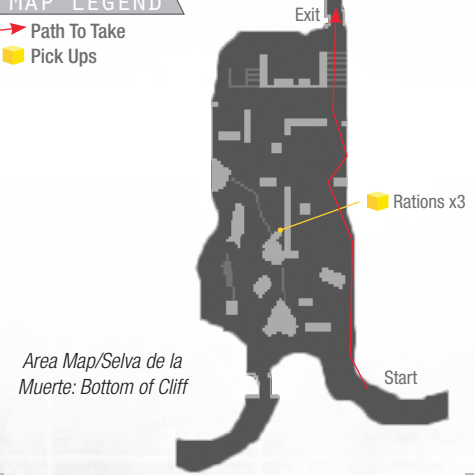 MAP LEGEND
Path To Take
Pick Ups
Exit
Rations x3
Area Map/Selva de la
Muerte: Bottom of Cliff
Start